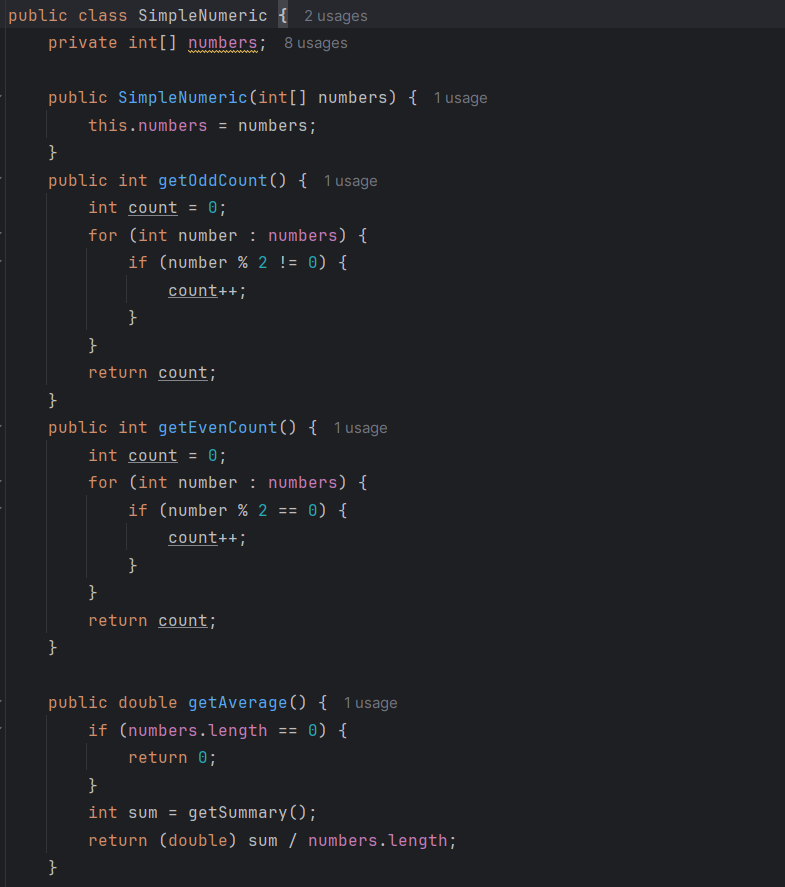 public class SimpleNumeric { 2 usages
    private int[] numbers; 8 usages

    public SimpleNumeric(int[] numbers) { 1 usage
        this.numbers = numbers;
    }
    public int getOddCount() { 1 usage
        int count = 0;
        for (int number : numbers) {
            if (number % 2 != 0) {
                count++;
            }
        }
        return count;
    }
    public int getEvenCount() { 1 usage
        int count = 0;
        for (int number : numbers) {
            if (number % 2 == 0) {
                count++;
            }
        }
        return count;
    }

    public double getAverage() { 1 usage
        if (numbers.length == 0) {
            return 0;
        }
        int sum = getSummary();
        return (double) sum / numbers.length;
    }